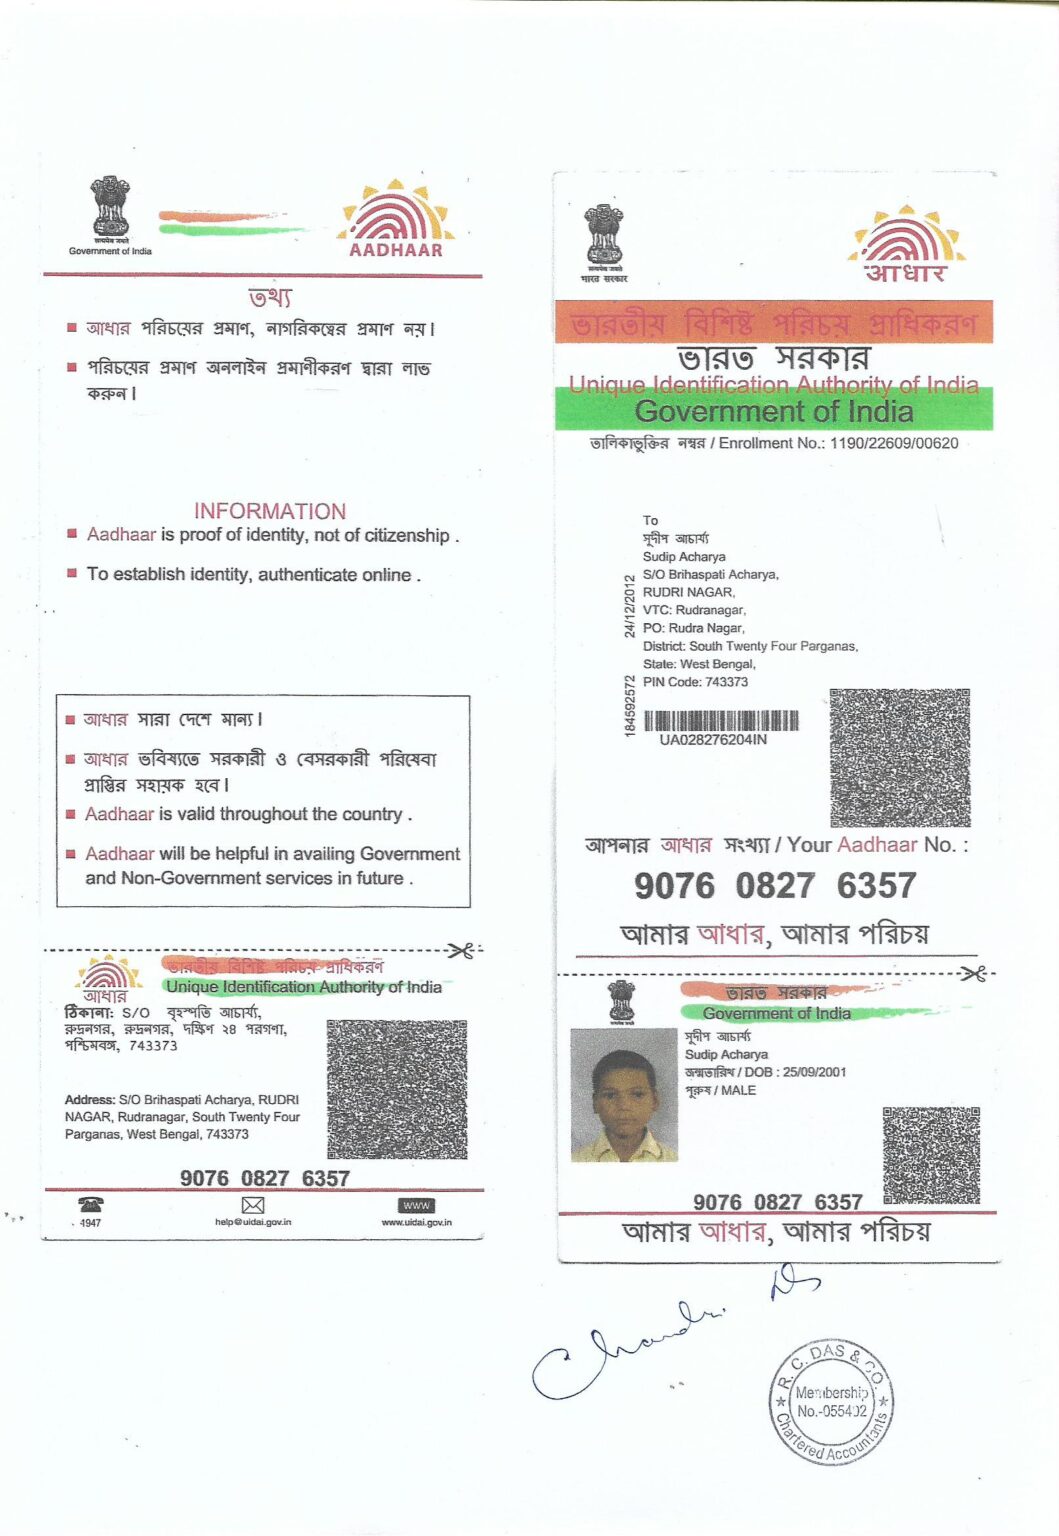 सत्यमेव जयते
Government of India
AADHAAR
তথ্য
আধার পরিচয়ের প্রমাণ, নাগরিকত্বের প্রমাণ নয়।
পরিচয়ের প্রমাণ অনলাইন প্রমাণীকরণ দ্বারা লাভ
করুন।
INFORMATION
Aadhaar is proof of identity, not of citizenship .
To establish identity, authenticate online .
আধার সারা দেশে মান্য।
আধার ভবিষ্যতে সরকারী ও বেসরকারী পরিষেবা
প্রাপ্তির সহায়ক হবে।
Aadhaar is valid throughout the country .
Aadhaar will be helpful in availing Government
and Non-Government services in future .
ভারতীয় বিশিষ্ট পরিচয় প্রাধিকরণ
Unique Identification Authority of India
আধার
ঠিকানা: S/O বৃহস্পতি আচার্য্য,
রুদ্রনগর, রুদ্রনগর, দক্ষিণ ২৪ পরগণা,
পশ্চিমবঙ্গ, 743373
Address: S/O Brihaspati Acharya, RUDRI
NAGAR, Rudranagar, South Twenty Four
Parganas, West Bengal, 743373
9076 0827 6357
1947
help@uidai.gov.in
www
www.uidai.gov.in
सत्यमेव जयते
भारत सरकार
आधार
ভারতীয় বিশিষ্ট পরিচয় প্রাধিকরণ
ভারত সরকার
Unique Identification Authority of India
Government of India
তালিকাভুক্তির নম্বর / Enrollment No.: 1190/22609/00620
To
সুদীপ আচার্য্য
Sudip Acharya
S/O Brihaspati Acharya,
RUDRI NAGAR,
VTC: Rudranagar,
PO: Rudra Nagar,
District: South Twenty Four Parganas,
State: West Bengal,
PIN Code: 743373
24/12/2012
184592572
UA028276204IN
আপনার আধার সংখ্যা / Your Aadhaar No. :
9076 0827 6357
আমার আধার, আমার পরিচয়
ভারত সরকার
Government of India
সুদীপ আচার্য্য
Sudip Acharya
জন্মতারিখ / DOB : 25/09/2001
পুরুষ / MALE
9076 0827 6357
আমার আধার, আমার পরিচয়
R. C. DAS & CO.
Membership
No.-055402
Chartered Accountants